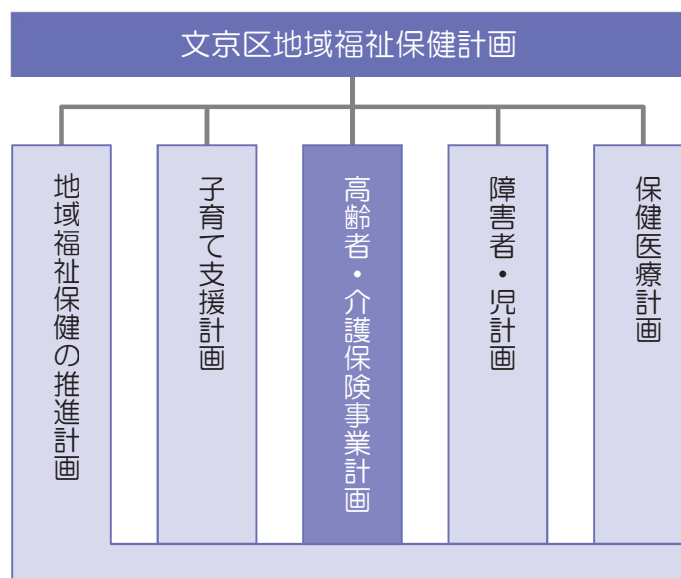 文京区地域福祉保健計画
地域福祉保健の推進計画
子育て支援計画
高齢者・介護保険事業計画
障害者・児計画
保健医療計画